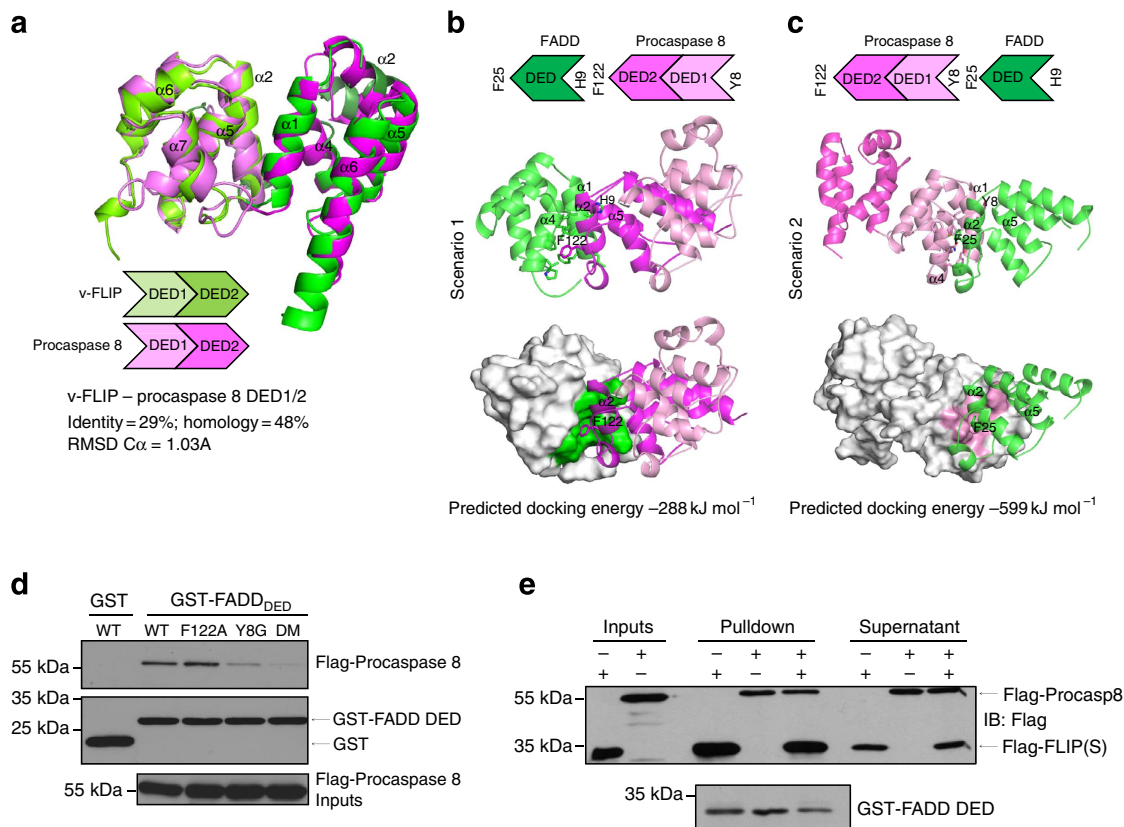 a
α6
α2
α5
α7
α2
α1
α4
α5
α6
v-FLIP DED1 DED2
Procaspase 8 DED1 DED2
v-FLIP – procaspase 8 DED1/2
Identity = 29%; homology = 48%
RMSD Cα = 1.03A
b
FADD Procaspase 8
F25 DED H9 F122 DED2 DED1 Y8
Scenario 1
α1
α2
H9
α4
α5
F122
α2
F122
Predicted docking energy –288 kJ mol⁻¹
c
Procaspase 8 FADD
F122 DED2 DED1 Y8 F25 DED H9
Scenario 2
α1
Y8
α2
α5
F25
α4
α2
F25
α5
Predicted docking energy –599 kJ mol⁻¹
d
GST GST-FADD_DED
WT WT F122A Y8G DM
55 kDa Flag-Procaspase 8
35 kDa
25 kDa GST-FADD DED
GST
55 kDa Flag-Procaspase 8
Inputs
e
Inputs Pulldown Supernatant
– + – + + – + +
+ – + – + + – +
55 kDa Flag-Procasp8
IB: Flag
35 kDa Flag-FLIP(S)
35 kDa
GST-FADD DED